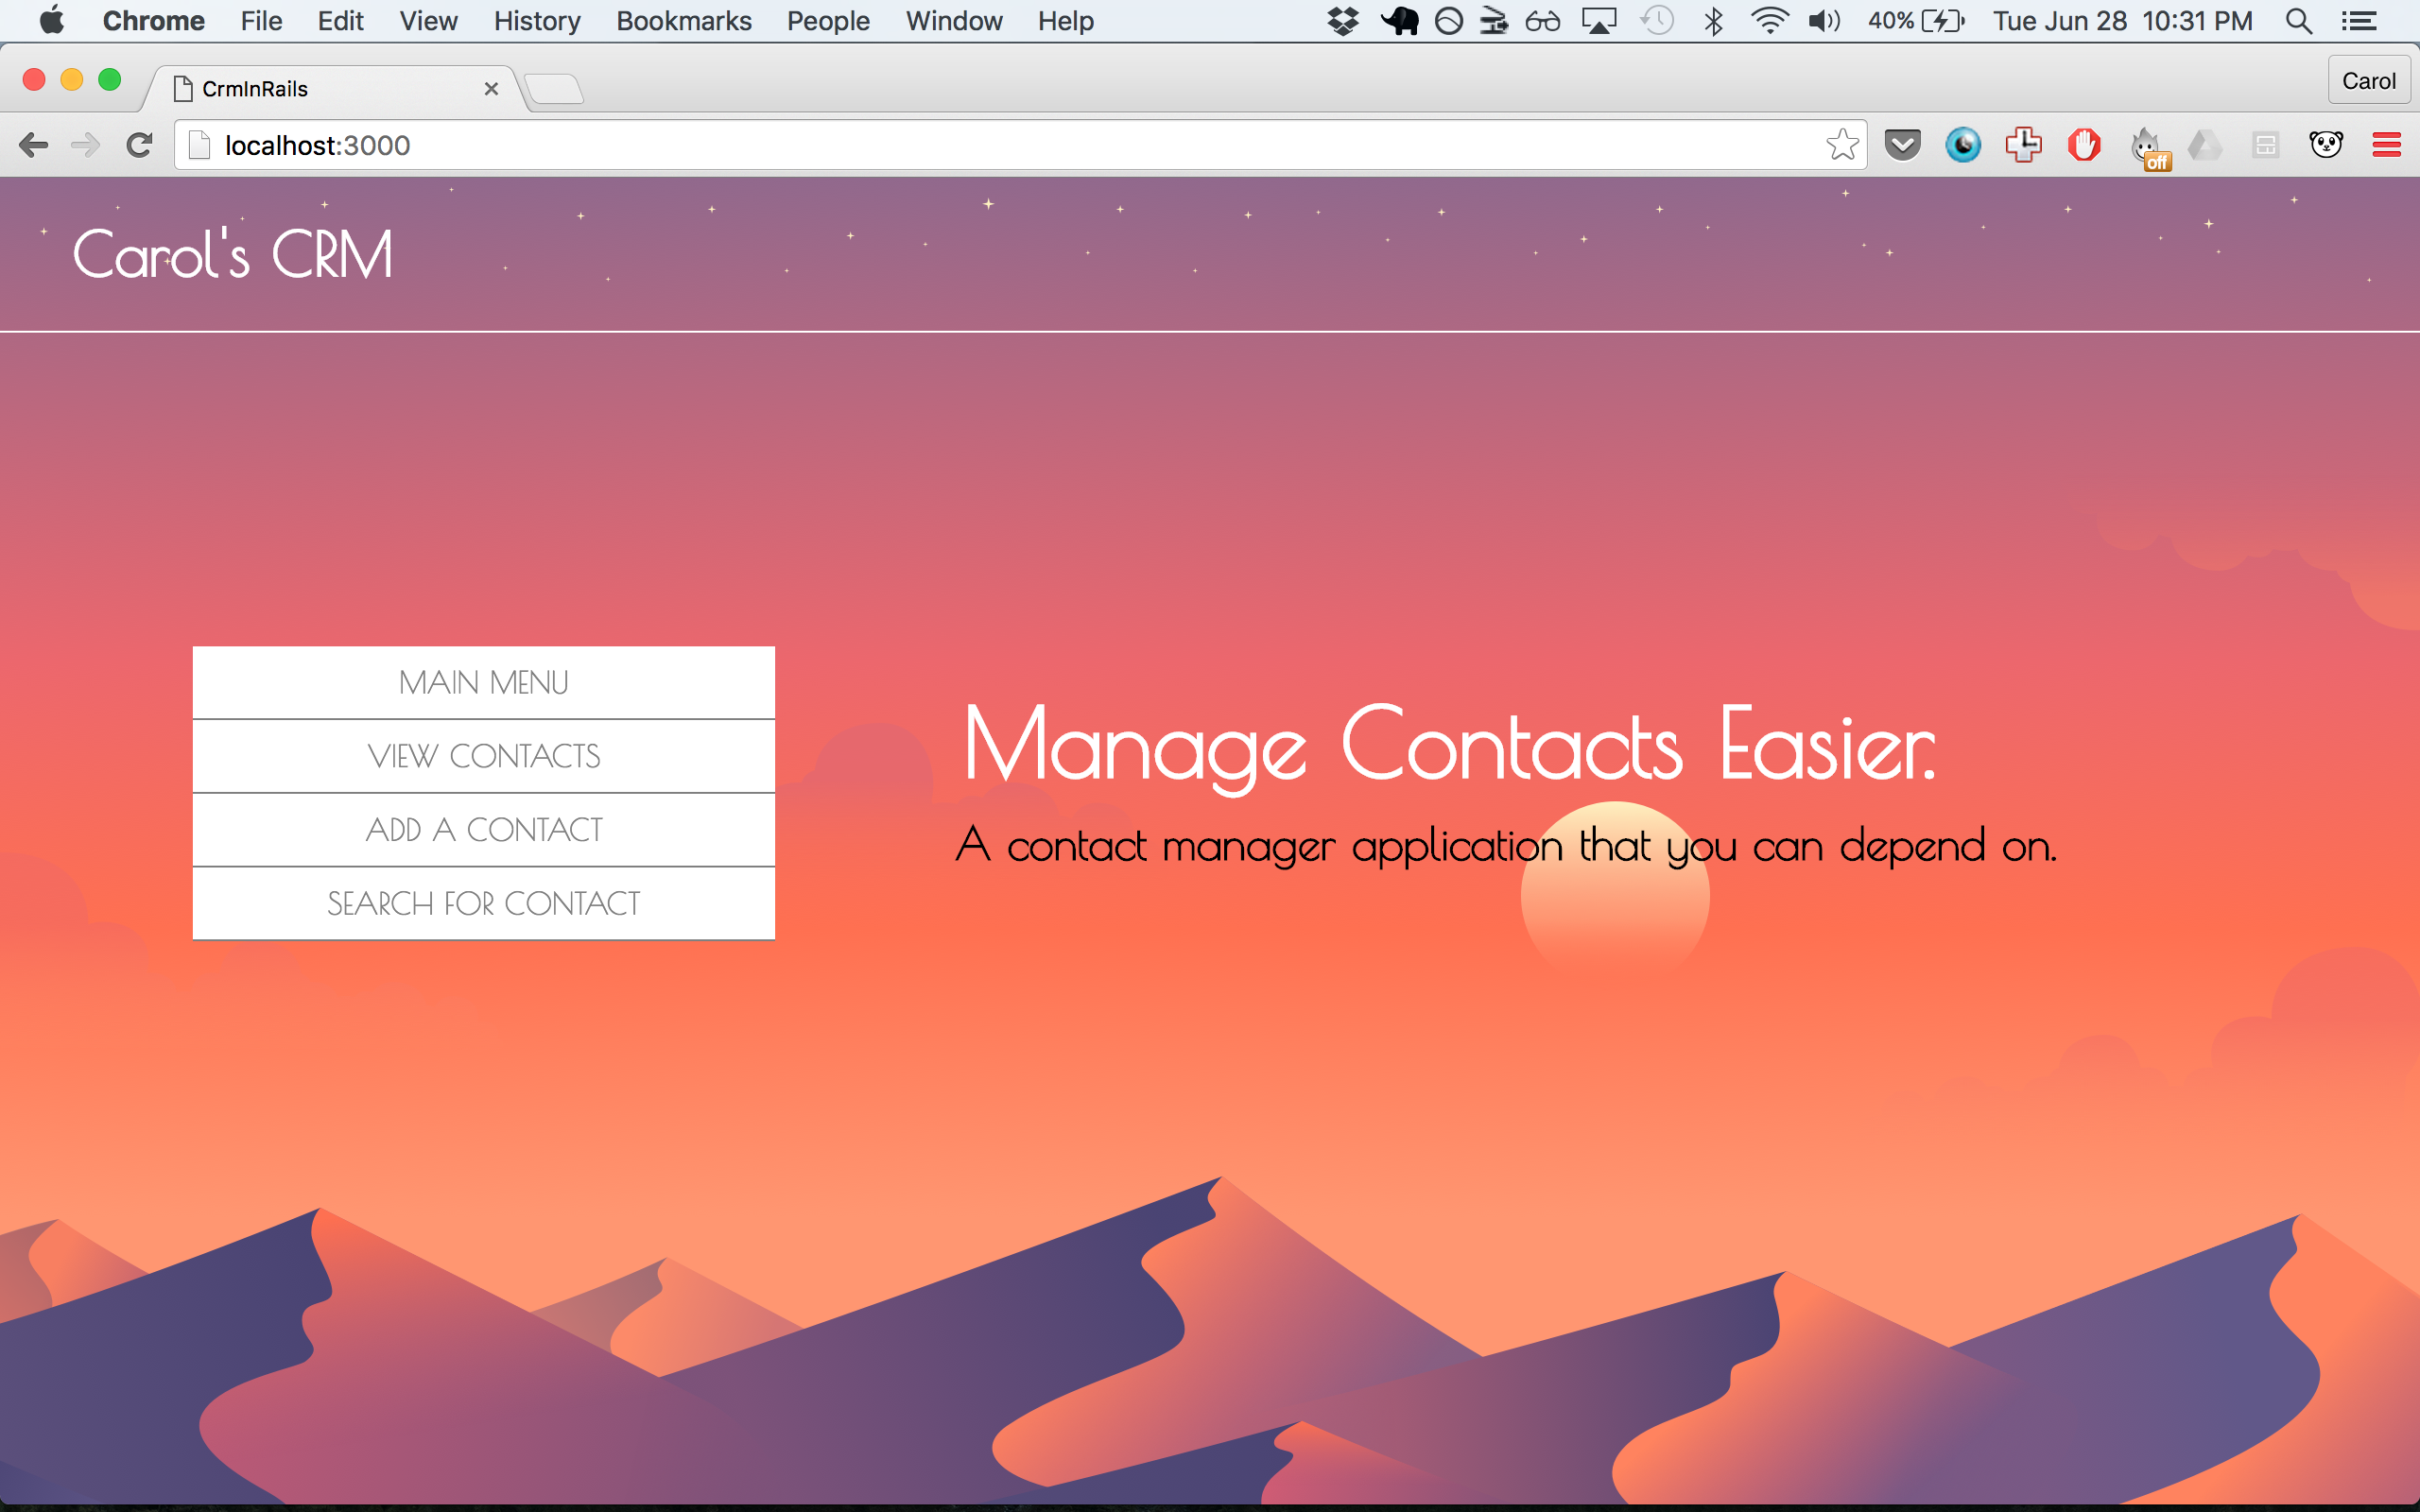 Chrome File Edit View History Bookmarks People Window Help 40% Tue Jun 28 10:31 PM
CrmInRails Carol
localhost:3000
off
Carol's CRM
MAIN MENU
VIEW CONTACTS
ADD A CONTACT
SEARCH FOR CONTACT
Manage Contacts Easier.
A contact manager application that you can depend on.